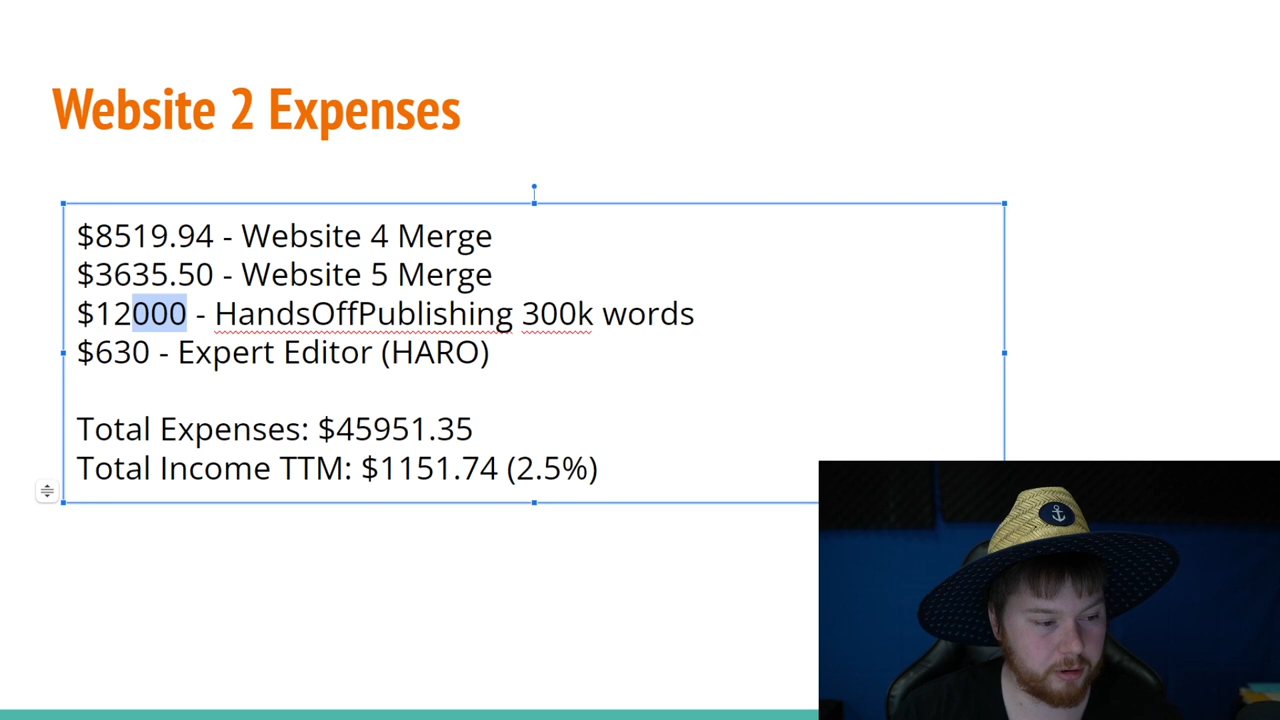 Website 2 Expenses
$8519.94 - Website 4 Merge
$3635.50 - Website 5 Merge
$12000 - HandsOffPublishing 300k words
$630 - Expert Editor (HARO)
Total Expenses: $45951.35
Total Income TTM: $1151.74 (2.5%)